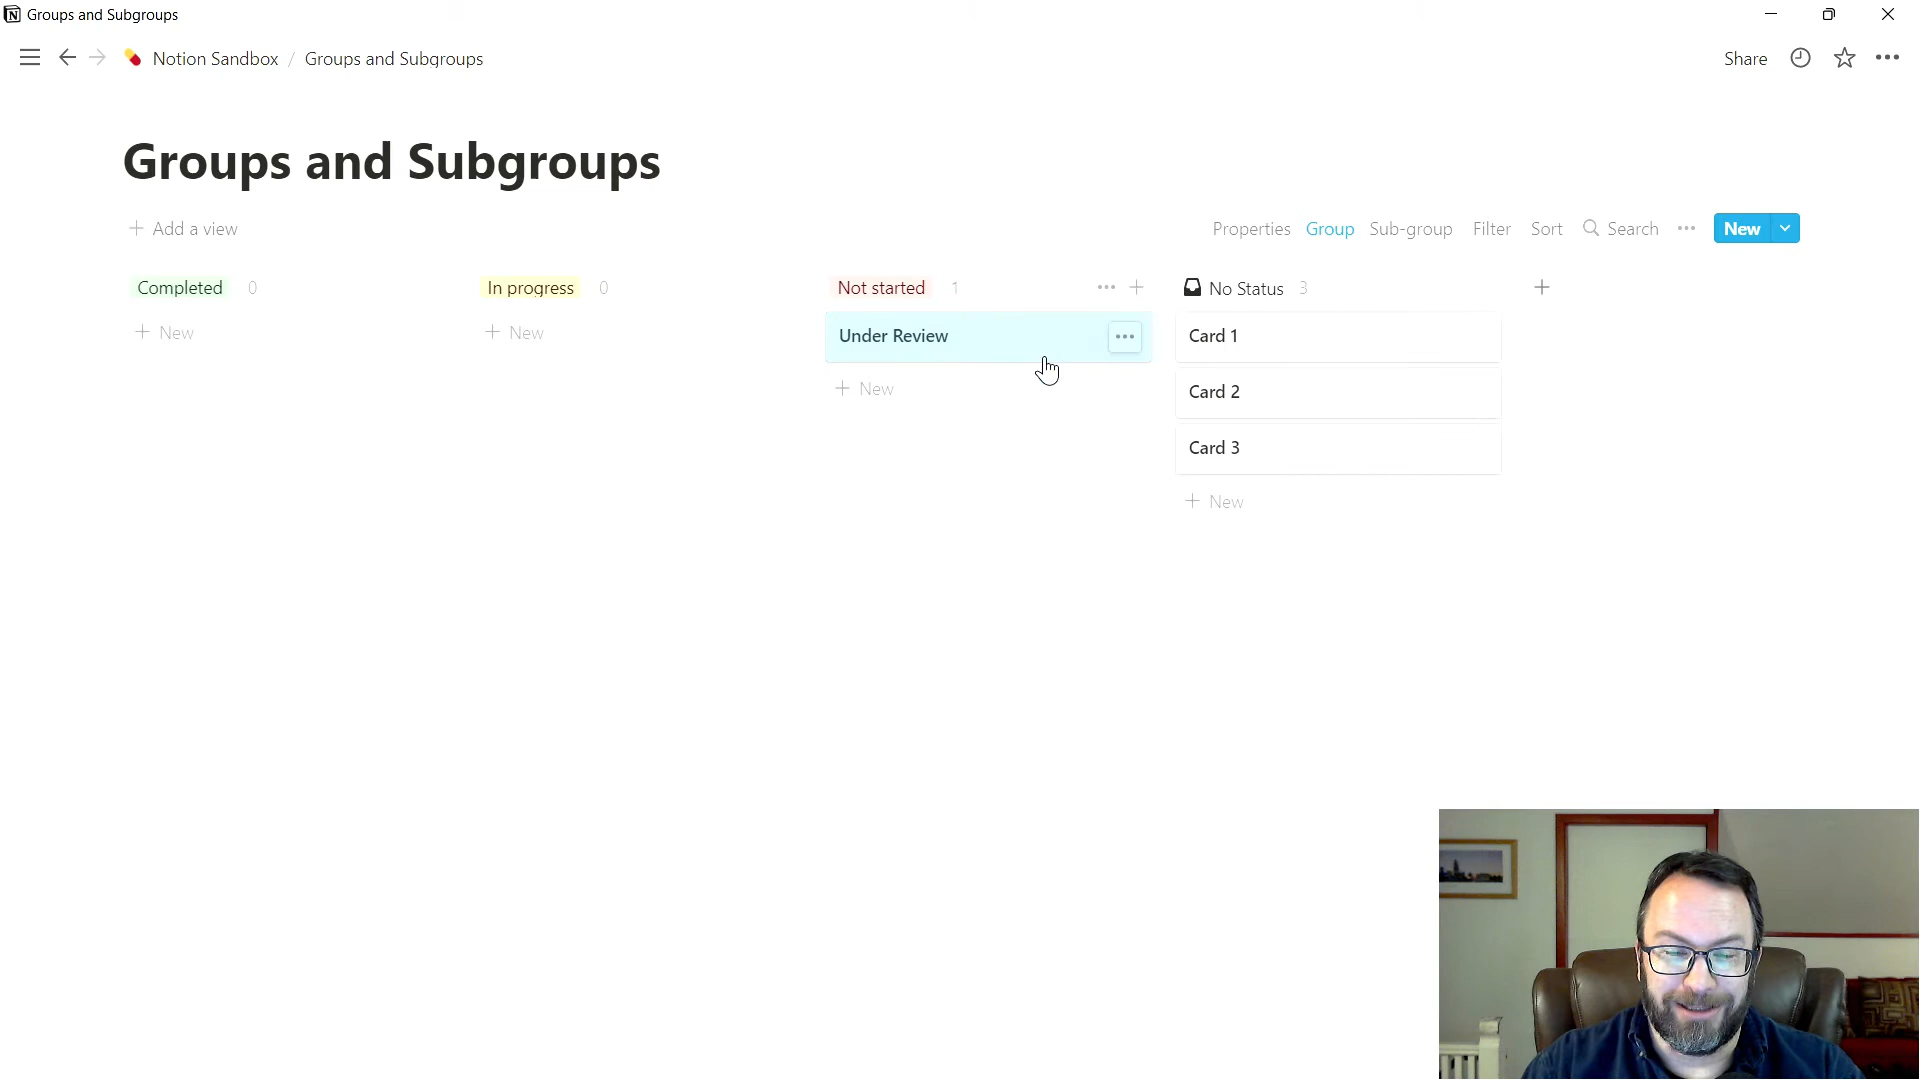 Groups and Subgroups
Notion Sandbox / Groups and Subgroups
Share
Groups and Subgroups
+ Add a view
Properties Group Sub-group Filter Sort Search ••• New
Completed 0
+ New
In progress 0
+ New
Not started 1
Under Review
+ New
No Status 3
Card 1
Card 2
Card 3
+ New